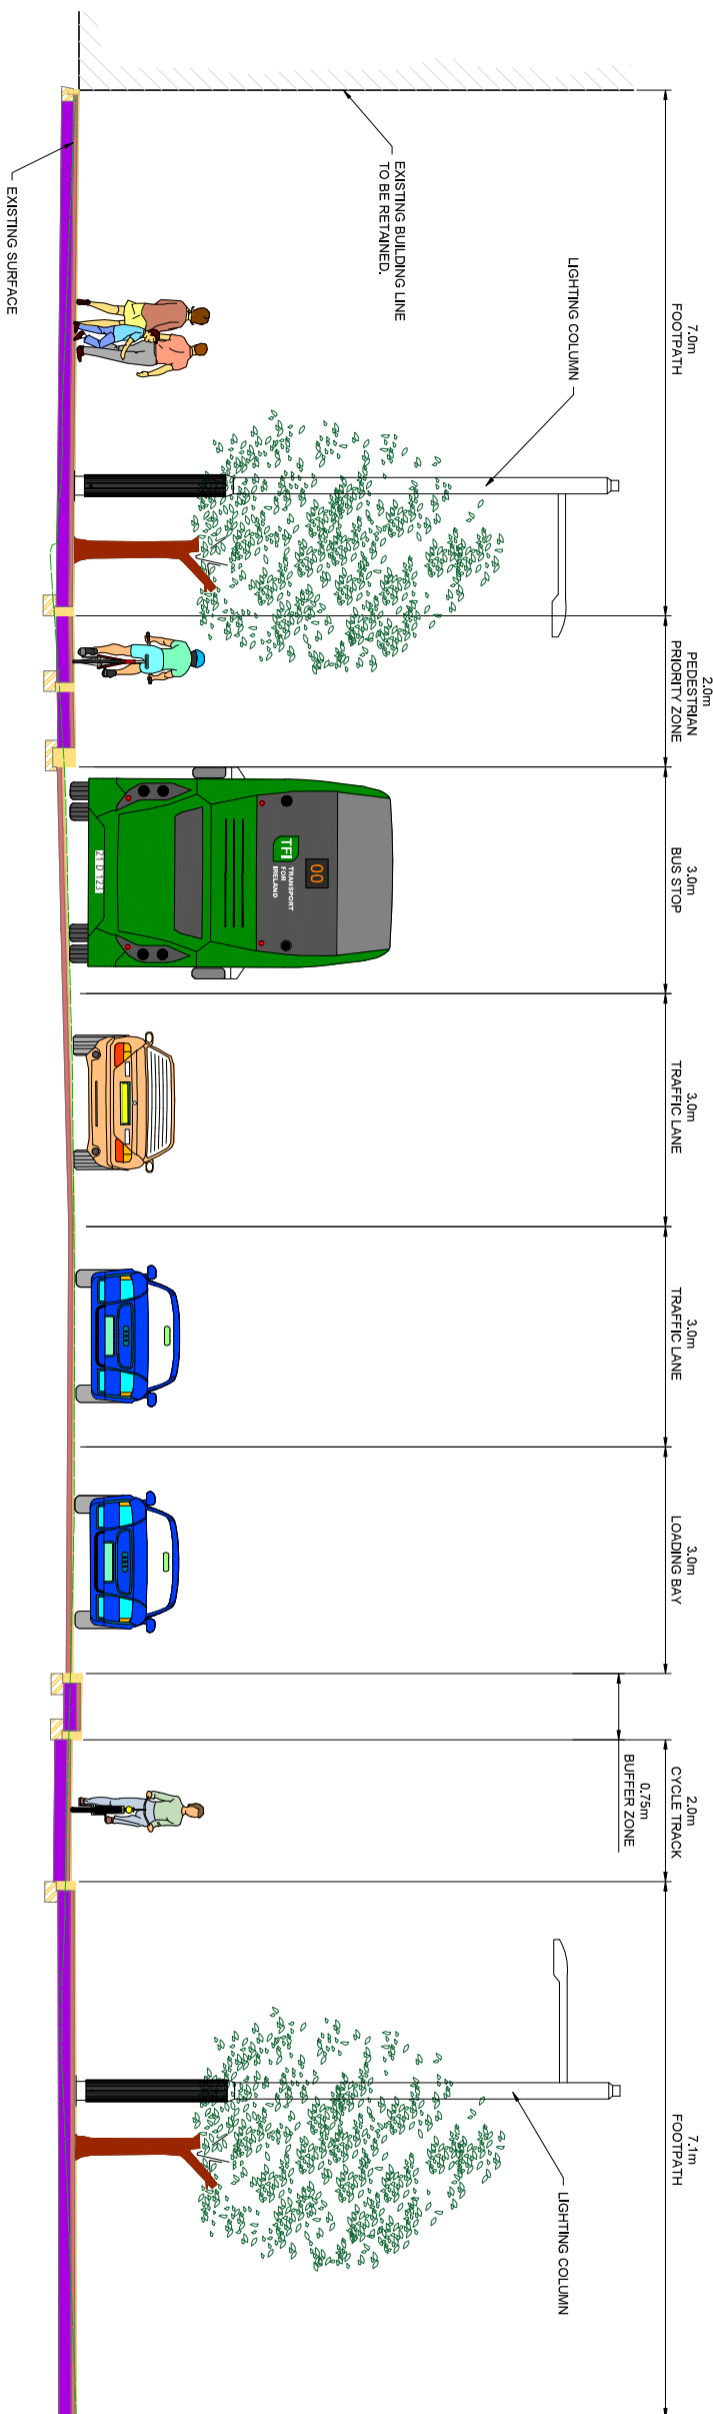 7.0m
FOOTPATH
2.0m
PEDESTRIAN
PRIORITY ZONE
3.0m
BUS STOP
3.0m
TRAFFIC LANE
3.0m
TRAFFIC LANE
3.0m
LOADING BAY
0.75m
BUFFER ZONE
2.0m
CYCLE TRACK
7.1m
FOOTPATH
LIGHTING COLUMN
EXISTING BUILDING LINE
TO BE RETAINED.
EXISTING SURFACE
00
TFI
TRANSPORT
FOR
IRELAND
21 D 123
LIGHTING COLUMN